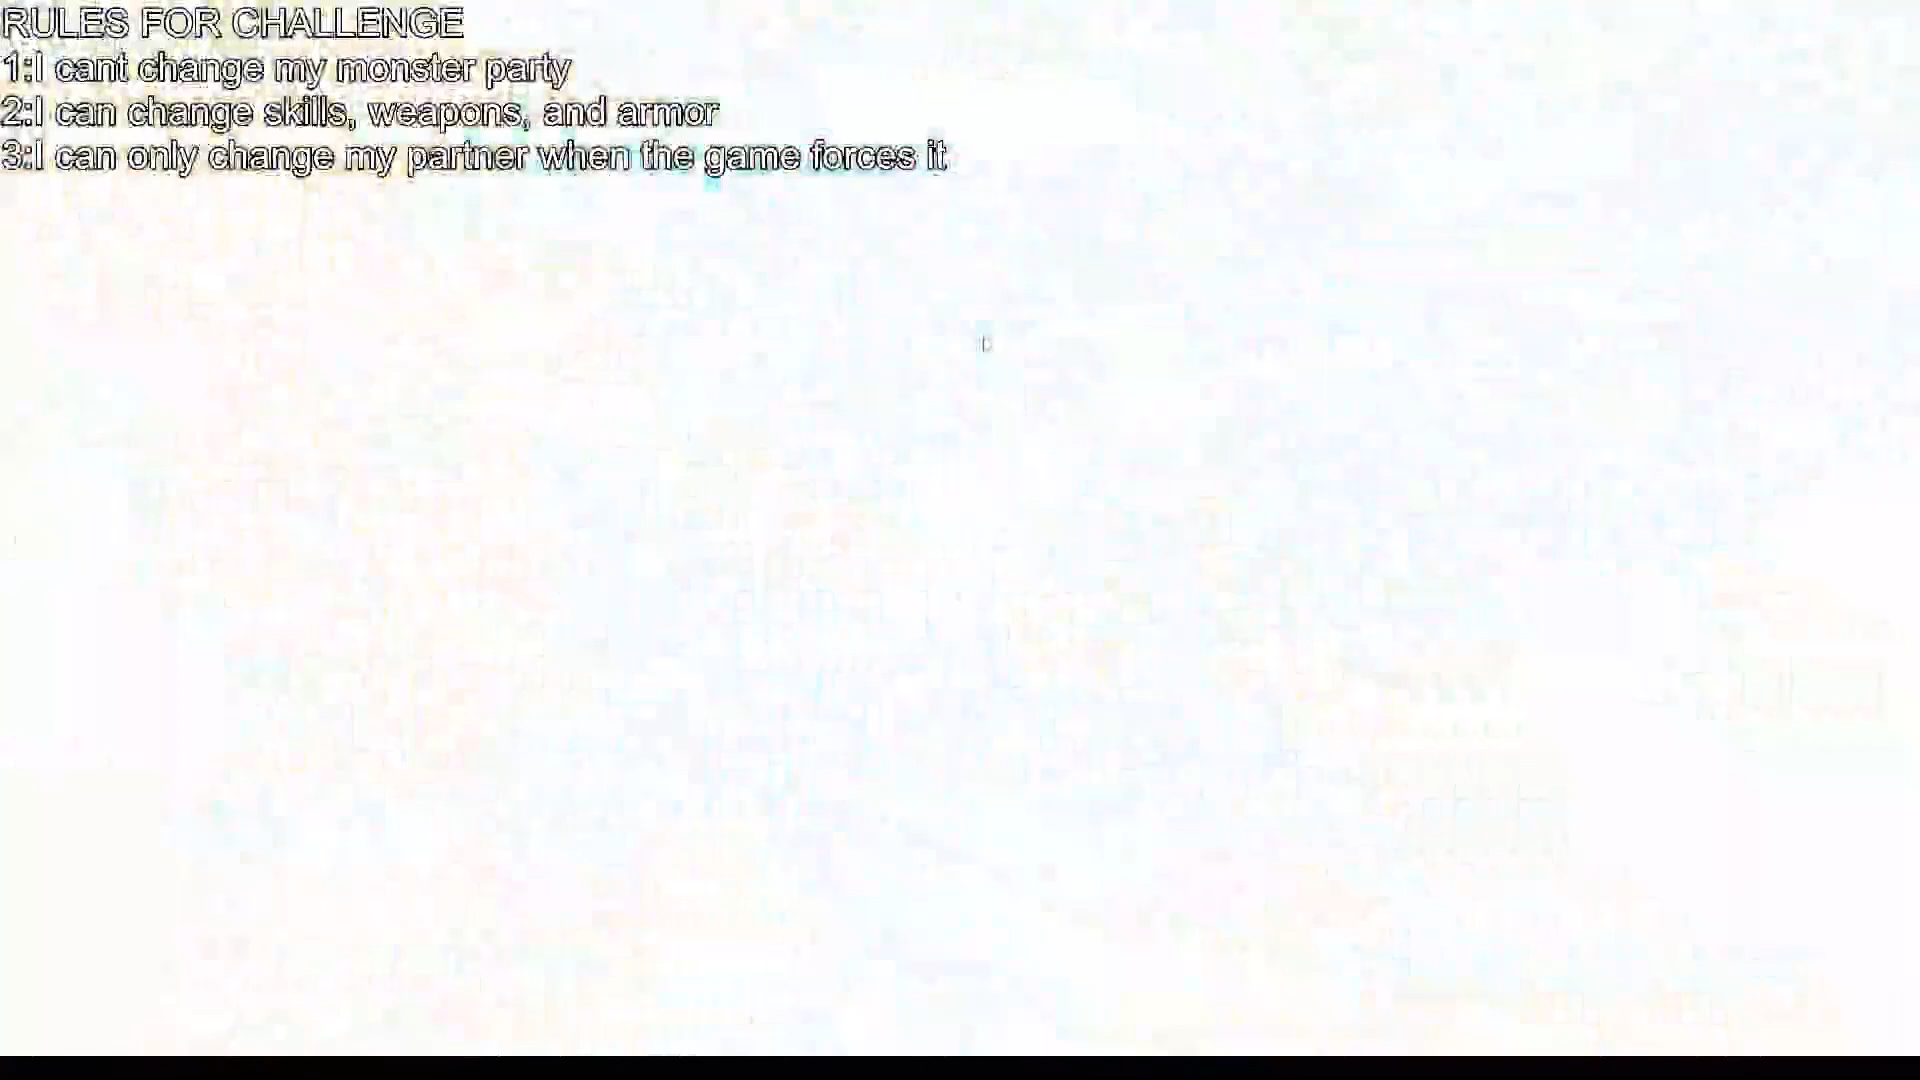 RULES FOR CHALLENGE
1:I cant change my monster party
2:I can change skills, weapons, and armor
3:I can only change my partner when the game forces it